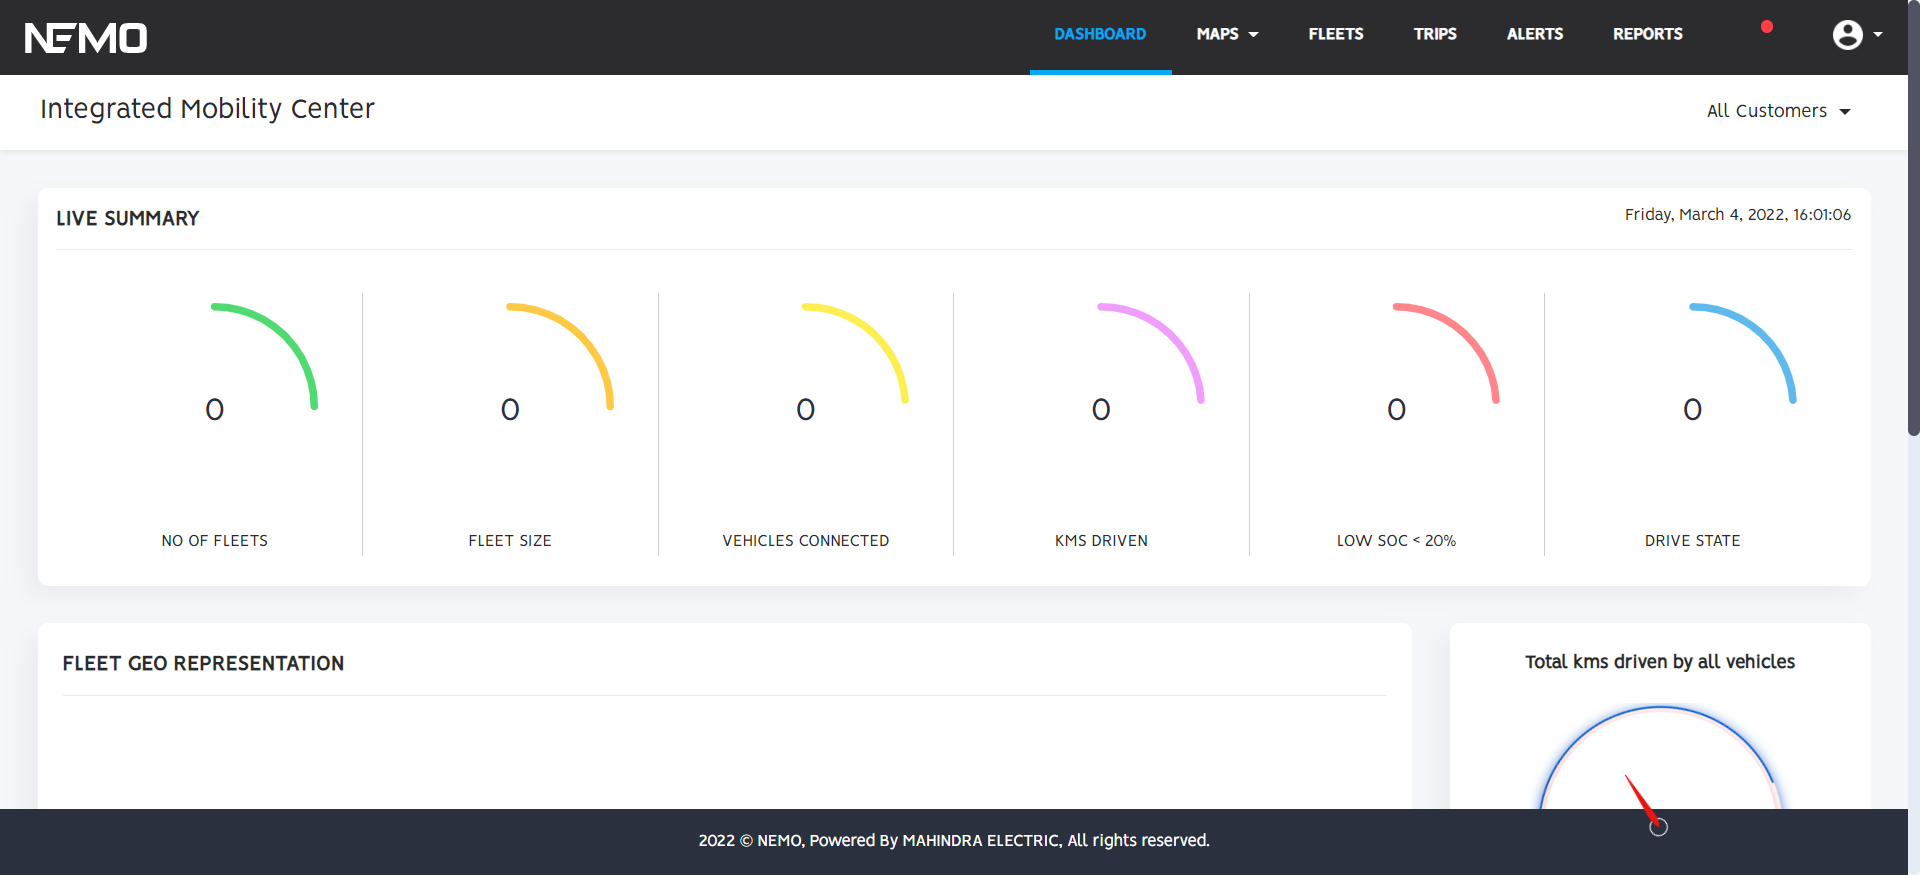 NEMO
DASHBOARD
MAPS
FLEETS
TRIPS
ALERTS
REPORTS
Integrated Mobility Center
All Customers
LIVE SUMMARY
Friday, March 4, 2022, 16:01:06
0
0
0
0
0
0
NO OF FLEETS
FLEET SIZE
VEHICLES CONNECTED
KMS DRIVEN
LOW SOC < 20%
DRIVE STATE
FLEET GEO REPRESENTATION
Total kms driven by all vehicles
2022 © NEMO, Powered By MAHINDRA ELECTRIC, All rights reserved.